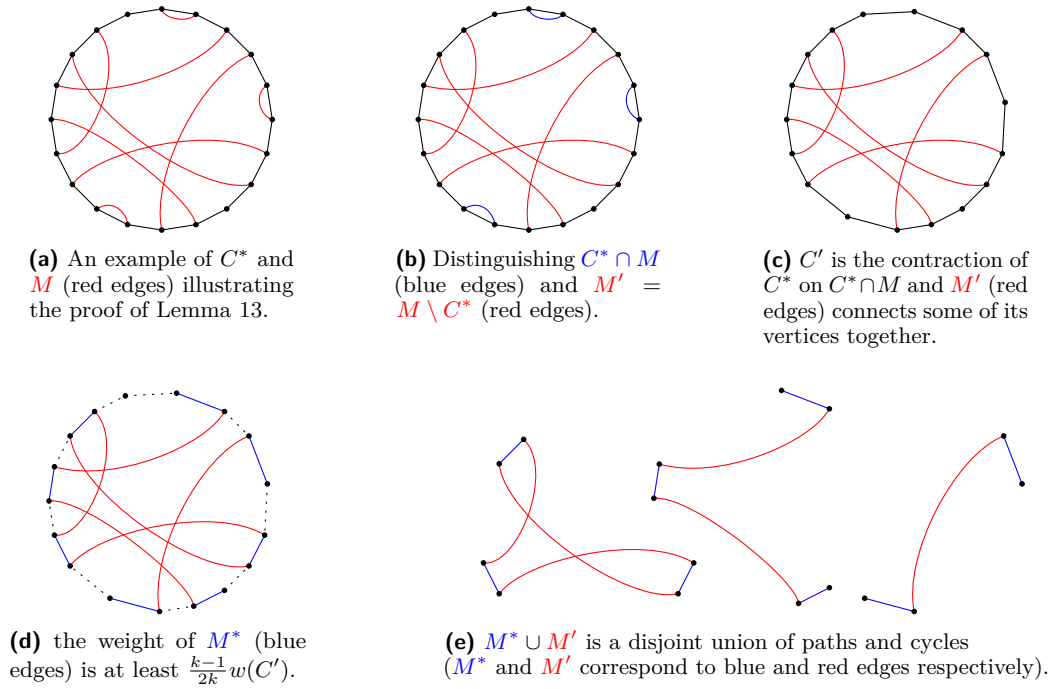 (a) An example of C* and
M (red edges) illustrating
the proof of Lemma 13.
(b) Distinguishing C* ∩ M
(blue edges) and M′ =
M \ C* (red edges).
(c) C′ is the contraction of
C* on C* ∩ M and M′ (red
edges) connects some of its
vertices together.
(d) the weight of M* (blue
edges) is at least \frac{k-1}{2k} w(C′).
(e) M* ∪ M′ is a disjoint union of paths and cycles
(M* and M′ correspond to blue and red edges respectively).